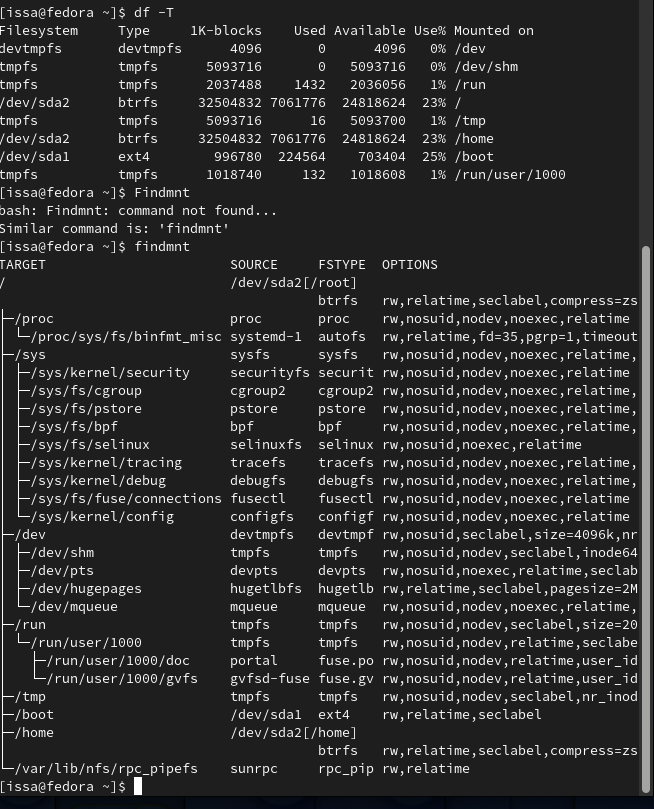 [issa@fedora ~]$ df -T
Filesystem     Type     1K-blocks    Used Available Use% Mounted on
devtmpfs       devtmpfs      4096       0      4096   0% /dev
tmpfs          tmpfs      5093716       0   5093716   0% /dev/shm
tmpfs          tmpfs      2037488    1432   2036056   1% /run
/dev/sda2      btrfs     32504832 7061776  24818624  23% /
tmpfs          tmpfs      5093716      16   5093700   1% /tmp
/dev/sda2      btrfs     32504832 7061776  24818624  23% /home
/dev/sda1      ext4        996780  224564    703404  25% /boot
tmpfs          tmpfs      1018740     132   1018608   1% /run/user/1000
[issa@fedora ~]$ Findmnt
bash: Findmnt: command not found...
Similar command is: 'findmnt'
[issa@fedora ~]$ findmnt
TARGET                       SOURCE     FSTYPE  OPTIONS
/                            /dev/sda2[/root]
                                        btrfs   rw,relatime,seclabel,compress=zs
├─/proc                      proc       proc    rw,nosuid,nodev,noexec,relatime
│ └─/proc/sys/fs/binfmt_misc systemd-1  autofs  rw,relatime,fd=35,pgrp=1,timeout
├─/sys                       sysfs      sysfs   rw,nosuid,nodev,noexec,relatime,
│ ├─/sys/kernel/security     securityfs securit rw,nosuid,nodev,noexec,relatime,
│ ├─/sys/fs/cgroup           cgroup2    cgroup2 rw,nosuid,nodev,noexec,relatime,
│ ├─/sys/fs/pstore           pstore     pstore  rw,nosuid,nodev,noexec,relatime,
│ ├─/sys/fs/bpf              bpf        bpf     rw,nosuid,nodev,noexec,relatime,
│ ├─/sys/fs/selinux          selinuxfs  selinux rw,nosuid,noexec,relatime
│ ├─/sys/kernel/tracing      tracefs    tracefs rw,nosuid,nodev,noexec,relatime,
│ ├─/sys/kernel/debug        debugfs    debugfs rw,nosuid,nodev,noexec,relatime,
│ ├─/sys/fs/fuse/connections fusectl    fusectl rw,nosuid,nodev,noexec,relatime
│ └─/sys/kernel/config       configfs   configf rw,nosuid,nodev,noexec,relatime
├─/dev                       devtmpfs   devtmpf rw,nosuid,seclabel,size=4096k,nr
│ ├─/dev/shm                 tmpfs      tmpfs   rw,nosuid,nodev,seclabel,inode64
│ ├─/dev/pts                 devpts     devpts  rw,nosuid,noexec,relatime,seclab
│ ├─/dev/hugepages           hugetlbfs  hugetlb rw,relatime,seclabel,pagesize=2M
│ └─/dev/mqueue              mqueue     mqueue  rw,nosuid,nodev,noexec,relatime,
├─/run                       tmpfs      tmpfs   rw,nosuid,nodev,seclabel,size=20
│ └─/run/user/1000           tmpfs      tmpfs   rw,nosuid,nodev,relatime,seclabe
│   ├─/run/user/1000/doc     portal     fuse.po rw,nosuid,nodev,relatime,user_id
│   └─/run/user/1000/gvfs    gvfsd-fuse fuse.gv rw,nosuid,nodev,relatime,user_id
├─/tmp                       tmpfs      tmpfs   rw,nosuid,nodev,seclabel,nr_inod
├─/boot                      /dev/sda1  ext4    rw,relatime,seclabel
├─/home                      /dev/sda2[/home]
│                                       btrfs   rw,relatime,seclabel,compress=zs
└─/var/lib/nfs/rpc_pipefs    sunrpc     rpc_pip rw,relatime
[issa@fedora ~]$